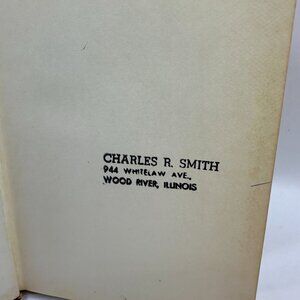 CHARLES R. SMITH
944 WHITELAW AVE.,
WOOD RIVER, ILLINOIS